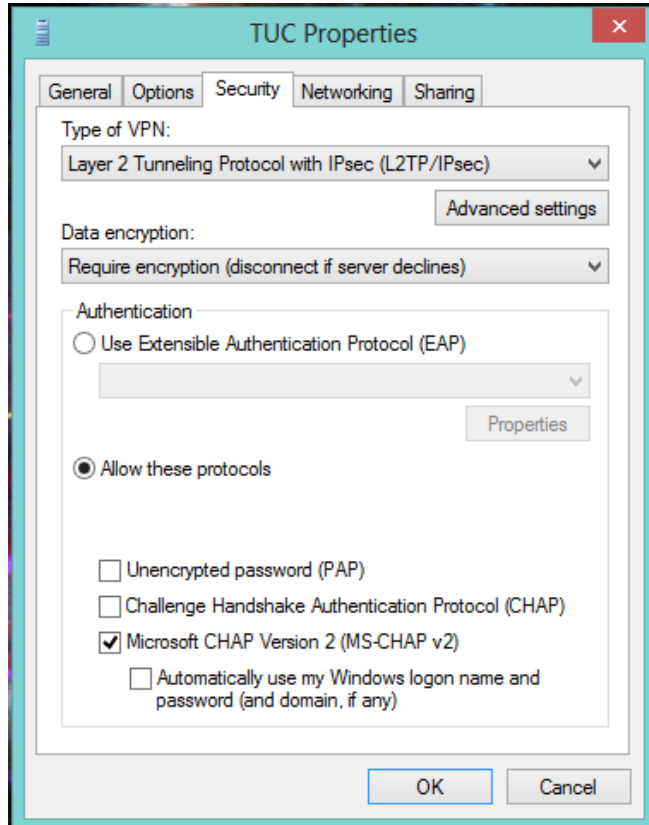 TUC Properties
General Options Security Networking Sharing
Type of VPN:
Layer 2 Tunneling Protocol with IPsec (L2TP/IPsec)
Advanced settings
Data encryption:
Require encryption (disconnect if server declines)
Authentication
Use Extensible Authentication Protocol (EAP)
Properties
Allow these protocols
Unencrypted password (PAP)
Challenge Handshake Authentication Protocol (CHAP)
Microsoft CHAP Version 2 (MS-CHAP v2)
Automatically use my Windows logon name and
password (and domain, if any)
OK Cancel